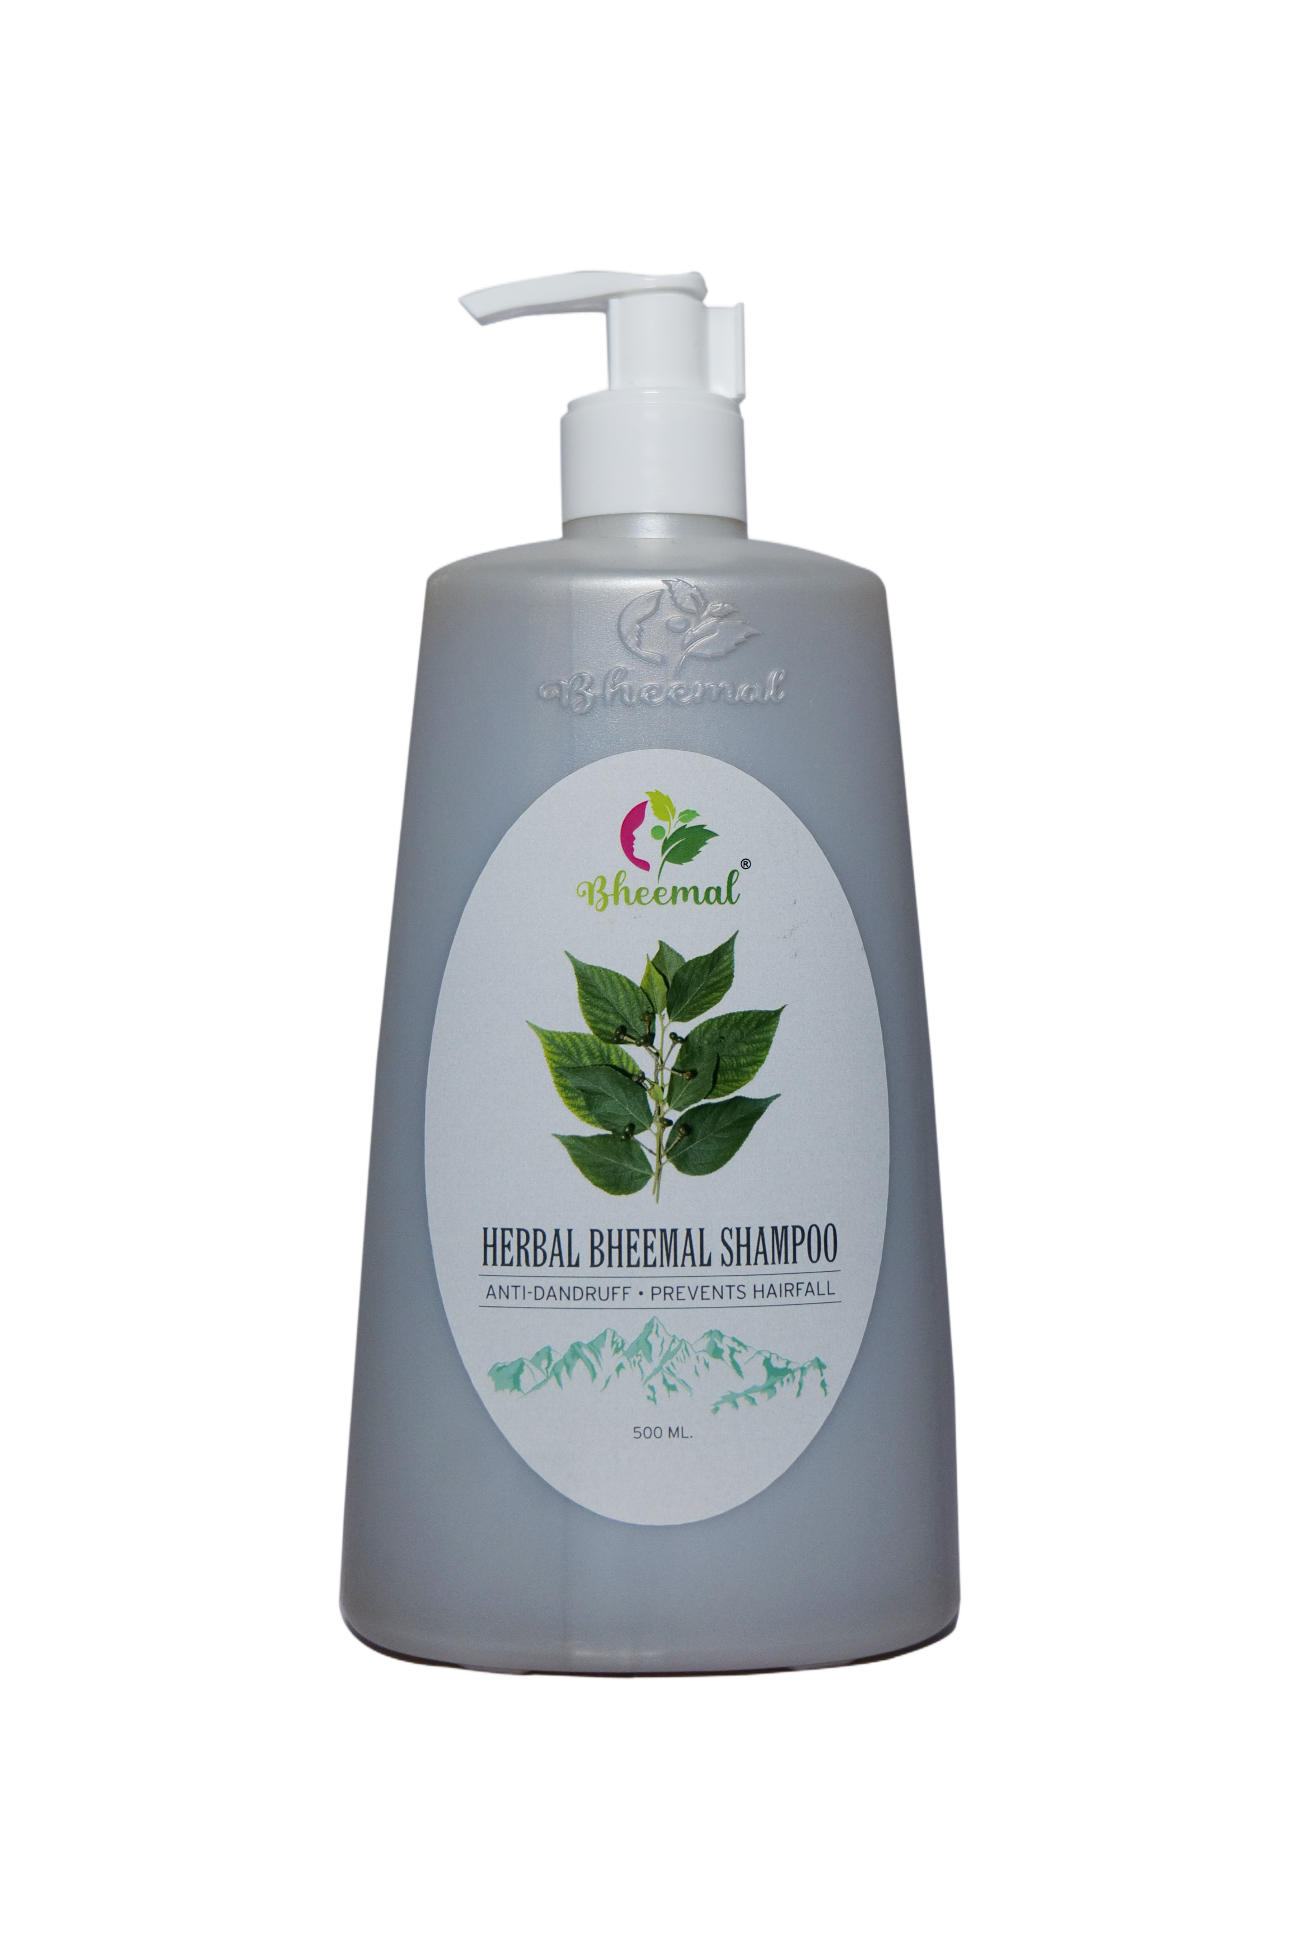 Bheemal
Bheemal®
HERBAL BHEEMAL SHAMPOO
ANTI-DANDRUFF • PREVENTS HAIRFALL
500 ML.